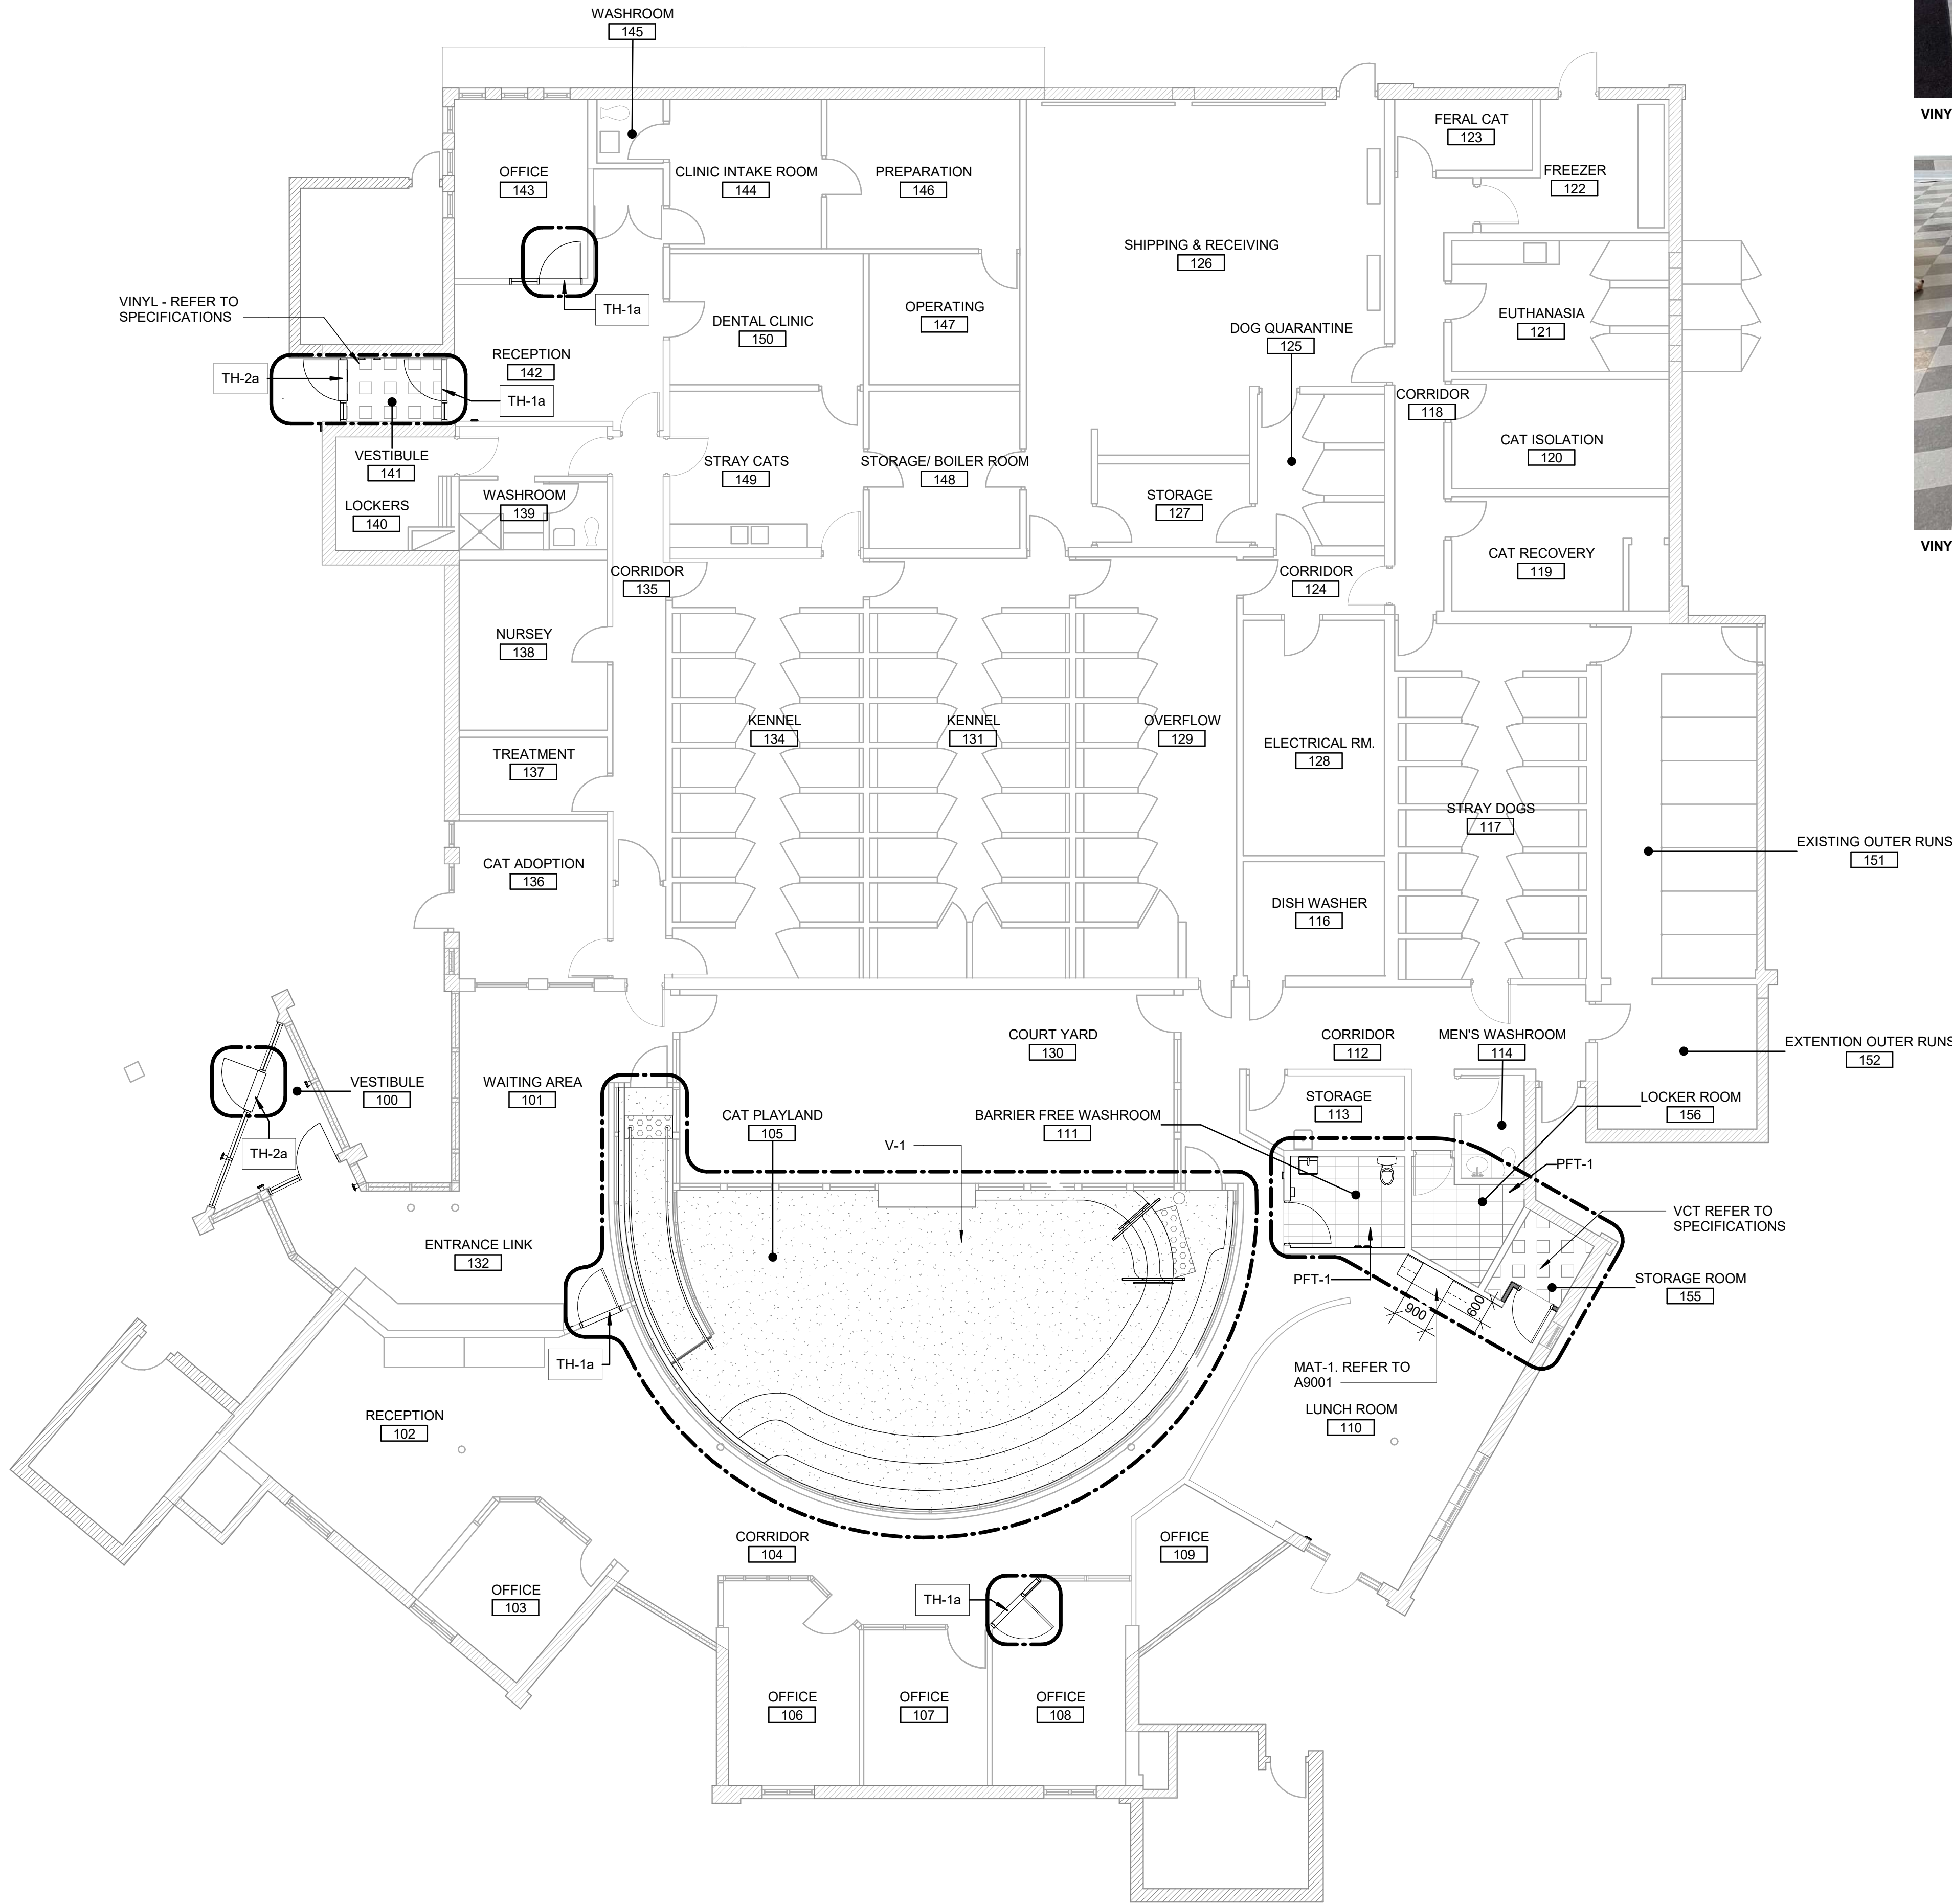 WASHROOM
145
VINY
FERAL CAT
123
OFFICE
143
CLINIC INTAKE ROOM
144
PREPARATION
146
FREEZER
122
SHIPPING & RECEIVING
126
VINYL - REFER TO
SPECIFICATIONS
TH-1a
DENTAL CLINIC
150
OPERATING
147
EUTHANASIA
121
DOG QUARANTINE
125
RECEPTION
142
TH-2a
TH-1a
CORRIDOR
118
CAT ISOLATION
120
VESTIBULE
141
STRAY CATS
149
STORAGE/ BOILER ROOM
148
LOCKERS
140
WASHROOM
139
STORAGE
127
VINY
CAT RECOVERY
119
CORRIDOR
135
CORRIDOR
124
NURSEY
138
KENNEL
134
KENNEL
131
OVERFLOW
129
ELECTRICAL RM.
128
TREATMENT
137
STRAY DOGS
117
EXISTING OUTER RUNS
151
CAT ADOPTION
136
DISH WASHER
116
COURT YARD
130
CORRIDOR
112
MEN'S WASHROOM
114
EXTENTION OUTER RUNS
152
VESTIBULE
100
WAITING AREA
101
STORAGE
113
LOCKER ROOM
156
CAT PLAYLAND
105
BARRIER FREE WASHROOM
111
V-1
TH-2a
PFT-1
VCT REFER TO
SPECIFICATIONS
ENTRANCE LINK
132
PFT-1
STORAGE ROOM
155
900
600
TH-1a
MAT-1. REFER TO
A9001
RECEPTION
102
LUNCH ROOM
110
CORRIDOR
104
OFFICE
109
OFFICE
103
TH-1a
OFFICE
106
OFFICE
107
OFFICE
108